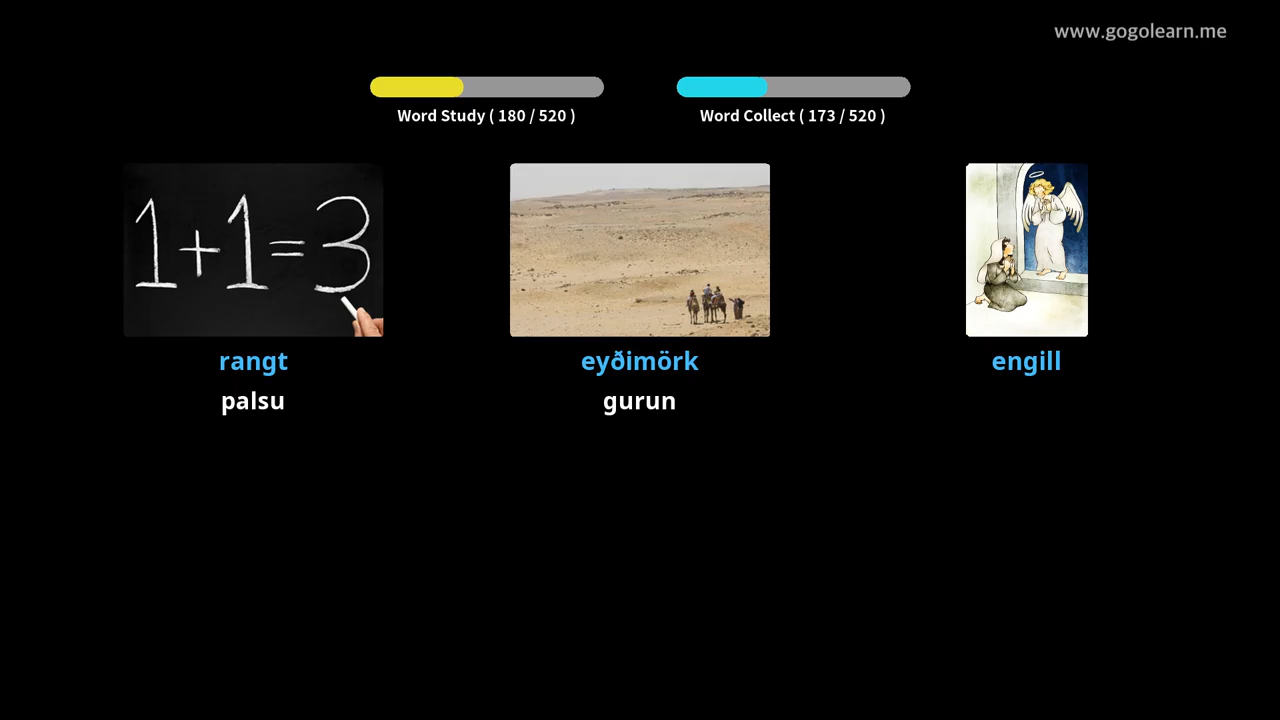 www.gogolearn.me
Word Study ( 180 / 520 )
Word Collect ( 173 / 520 )
1+1=3
rangt
eyðimörk
engill
palsu
gurun